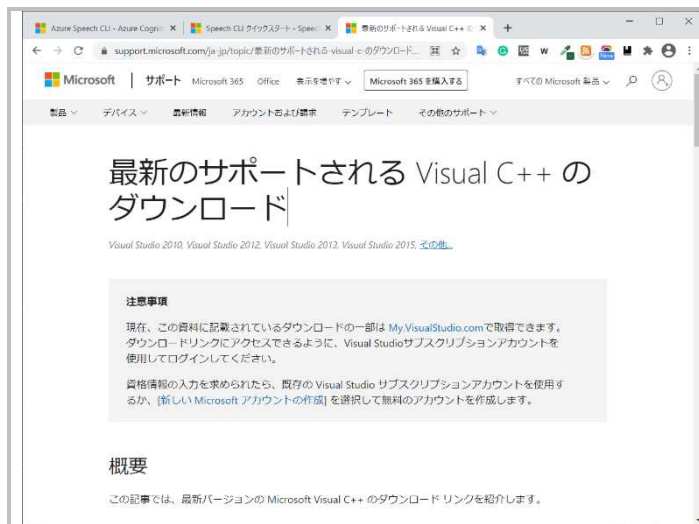 Azure Speech CLI - Azure Cognit
Speech CLI クイックスタート - Speec
最新のサポートされる Visual C++ の
support.microsoft.com/ja-jp/topic/最新のサポートされる-visual-c-のダウンロード...
Microsoft サポート Microsoft 365 Office 表示を増やす Microsoft 365 を購入する すべての Microsoft 製品
製品 デバイス 最新情報 アカウントおよび請求 テンプレート その他のサポート
最新のサポートされる Visual C++ の
ダウンロード
Visual Studio 2010, Visual Studio 2012, Visual Studio 2013, Visual Studio 2015, その他...
注意事項
現在、この資料に記載されているダウンロードの一部は My.VisualStudio.comで取得できます。
ダウンロードリンクにアクセスできるように、Visual Studioサブスクリプションアカウントを
使用してログインしてください。
資格情報の入力を求められたら、既存の Visual Studio サブスクリプションアカウントを使用す
るか、[新しい Microsoft アカウントの作成] を選択して無料のアカウントを作成します。
概要
この記事では、最新バージョンの Microsoft Visual C++ のダウンロード リンクを紹介します。